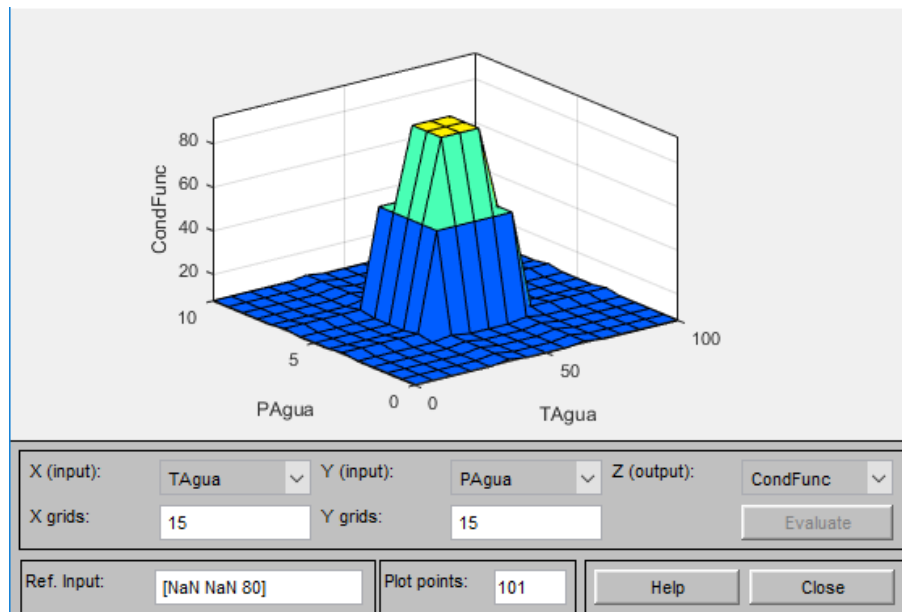 80
60
40
20
CondFunc
10
5
0
PAgua
0
50
100
TAgua
X (input): TAgua Y (input): PAgua Z (output): CondFunc
X grids: 15 Y grids: 15 Evaluate
Ref. Input: [NaN NaN 80] Plot points: 101 Help Close